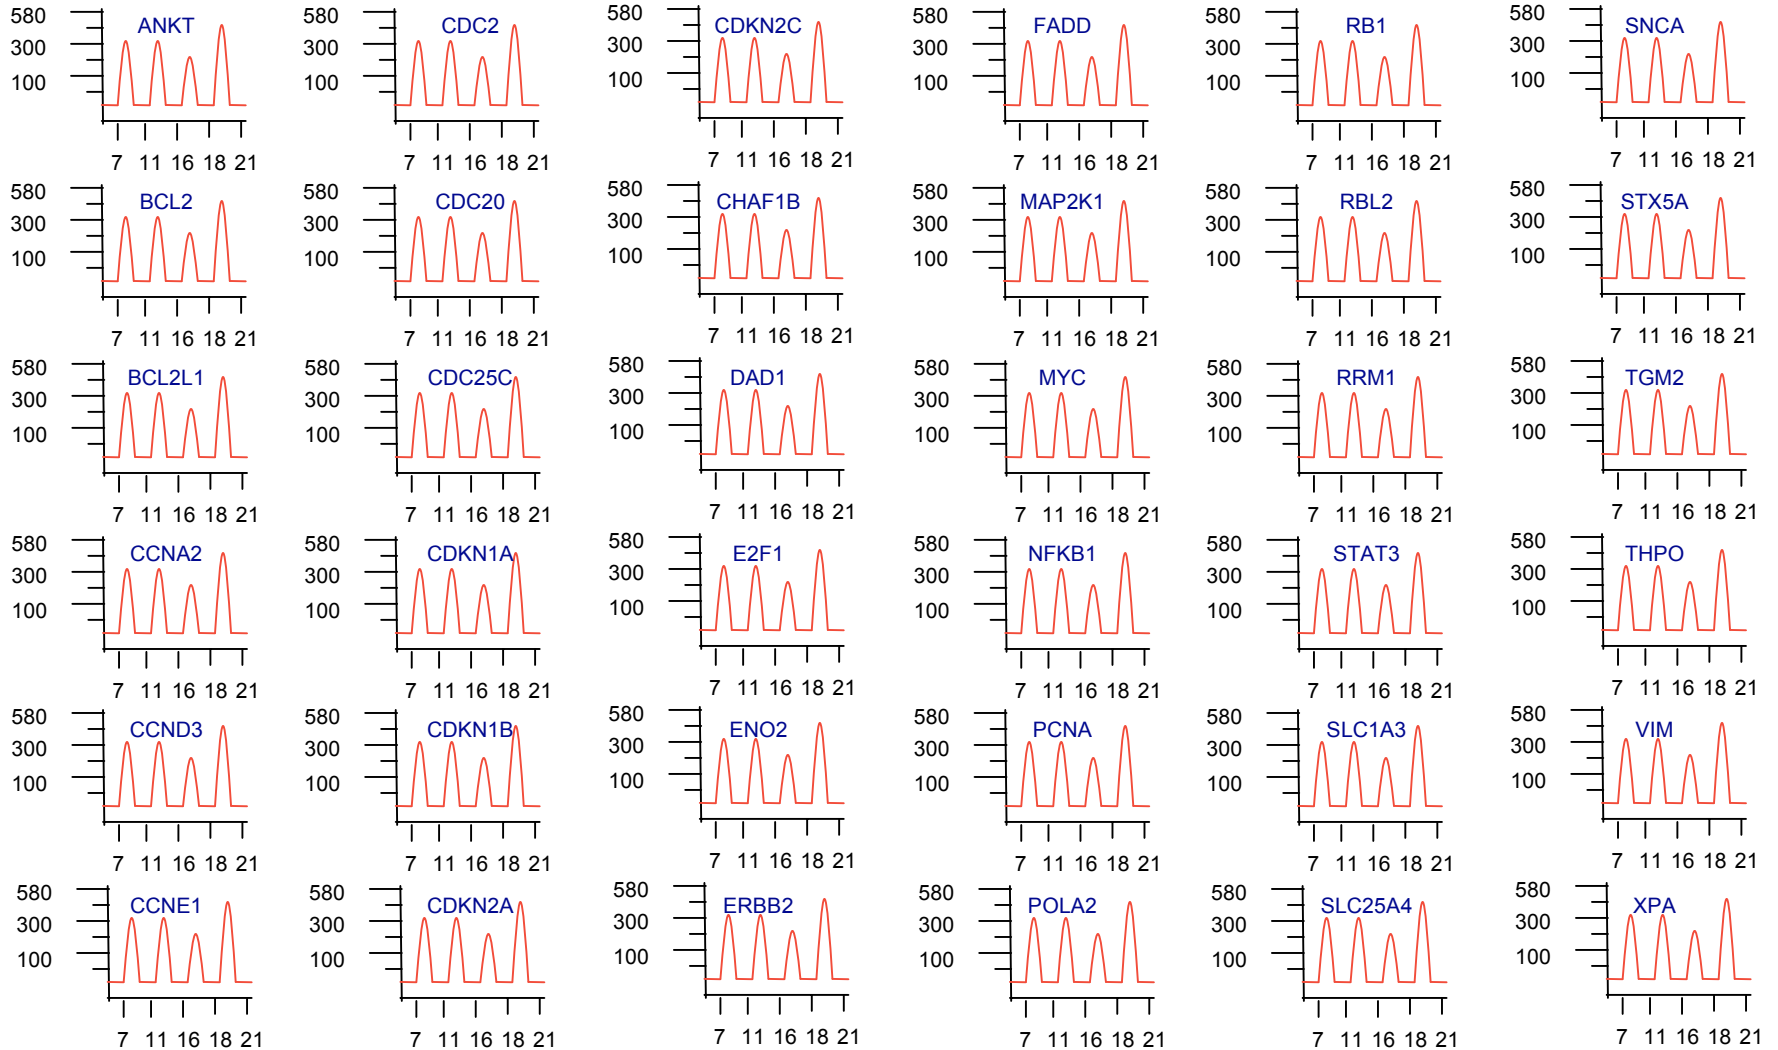 580 ANKT 580 CDC2 580 CDKN2C 580 FADD 580 RB1 580 SNCA
300 300 300 300 300 300
100 100 100 100 100 100
7 11 16 18 21 7 11 16 18 21 7 11 16 18 21 7 11 16 18 21 7 11 16 18 21 7 11 16 18 21
580 BCL2 580 CDC20 580 CHAF1B 580 MAP2K1 580 RBL2 580 STX5A
300 300 300 300 300 300
100 100 100 100 100 100
7 11 16 18 21 7 11 16 18 21 7 11 16 18 21 7 11 16 18 21 7 11 16 18 21 7 11 16 18 21
580 BCL2L1 580 CDC25C 580 DAD1 580 MYC 580 RRM1 580 TGM2
300 300 300 300 300 300
100 100 100 100 100 100
7 11 16 18 21 7 11 16 18 21 7 11 16 18 21 7 11 16 18 21 7 11 16 18 21 7 11 16 18 21
580 CCNA2 580 CDKN1A 580 E2F1 580 NFKB1 580 STAT3 580 THPO
300 300 300 300 300 300
100 100 100 100 100 100
7 11 16 18 21 7 11 16 18 21 7 11 16 18 21 7 11 16 18 21 7 11 16 18 21 7 11 16 18 21
580 CCND3 580 CDKN1B 580 ENO2 580 PCNA 580 SLC1A3 580 VIM
300 300 300 300 300 300
100 100 100 100 100 100
7 11 16 18 21 7 11 16 18 21 7 11 16 18 21 7 11 16 18 21 7 11 16 18 21 7 11 16 18 21
580 CCNE1 580 CDKN2A 580 ERBB2 580 POLA2 580 SLC25A4 580 XPA
300 300 300 300 300 300
100 100 100 100 100 100
7 11 16 18 21 7 11 16 18 21 7 11 16 18 21 7 11 16 18 21 7 11 16 18 21 7 11 16 18 21